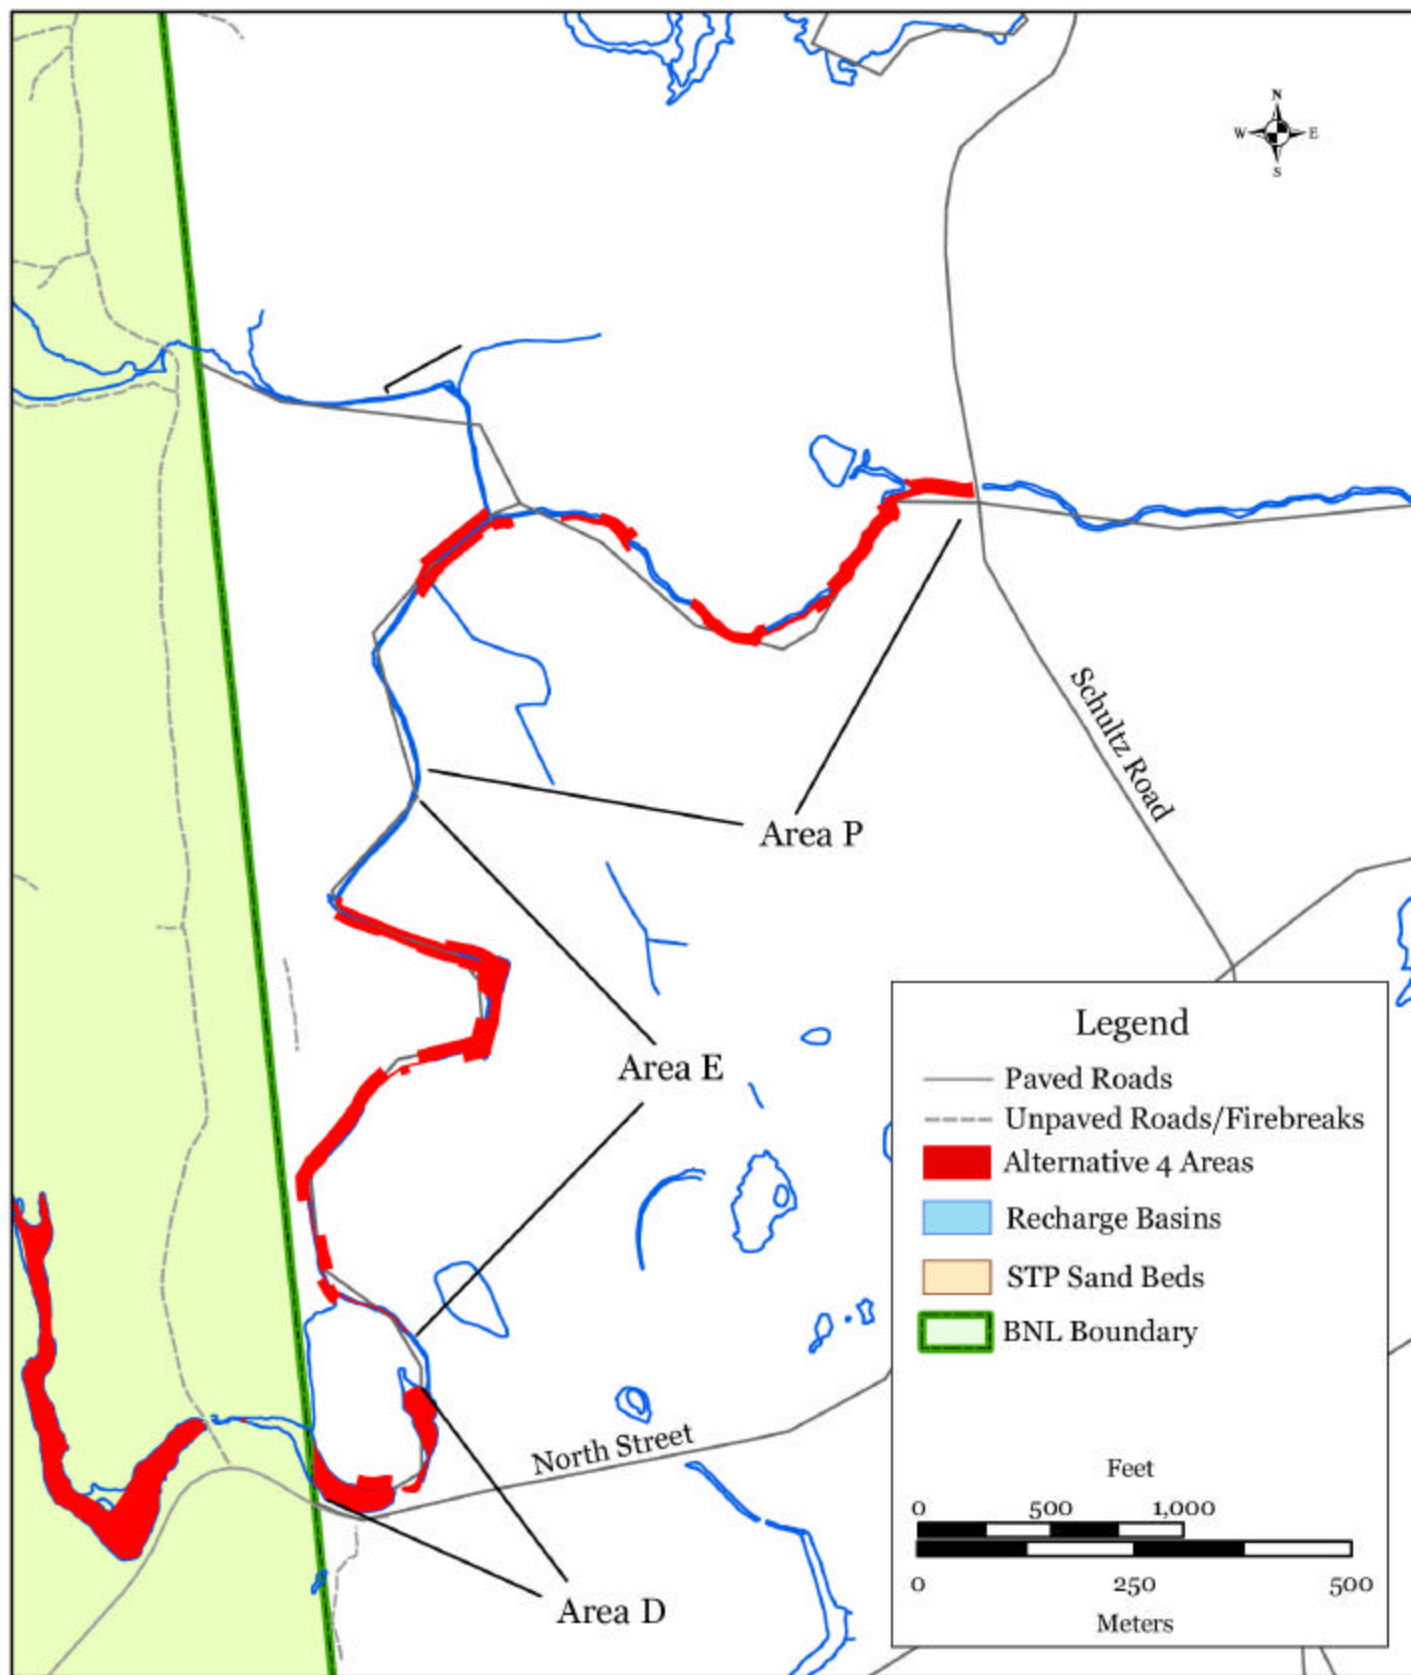 N
W E
S
Schultz Road
Area P
Area E
North Street
Area D
Legend
Paved Roads
Unpaved Roads/Firebreaks
Alternative 4 Areas
Recharge Basins
STP Sand Beds
BNL Boundary
Feet
0 500 1,000
0 250 500
Meters